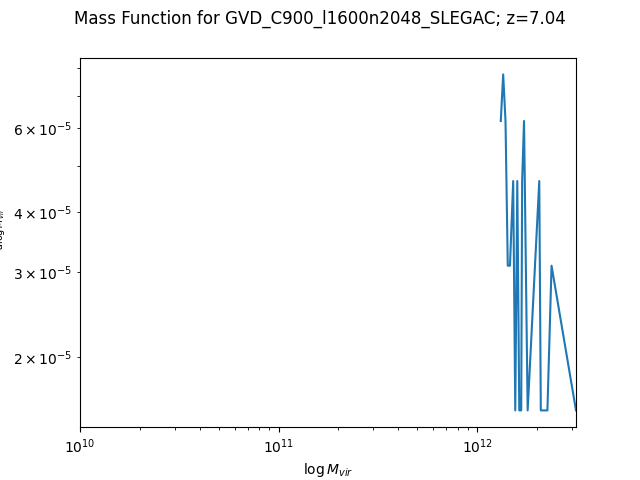 Mass Function for GVD_C900_l1600n2048_SLEGAC; z=7.04
6 × 10⁻⁵
4 × 10⁻⁵
3 × 10⁻⁵
2 × 10⁻⁵
10¹⁰ 10¹¹ 10¹²
log M_vir